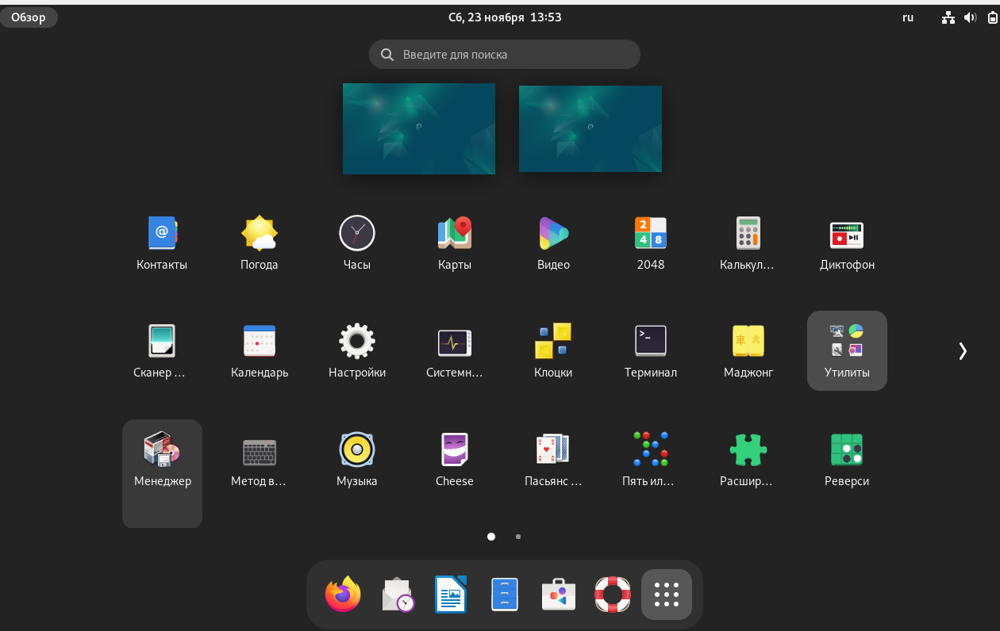 Обзор
Сб, 23 ноября 13:53
ru
Введите для поиска
Контакты
Погода
Часы
Карты
Видео
2048
Калькул…
Диктофон
Сканер …
Календарь
Настройки
Системн…
Клоцки
Терминал
Маджонг
Утилиты
Менеджер
Метод в…
Музыка
Cheese
Пасьянс …
Пять ил…
Расшир…
Реверси